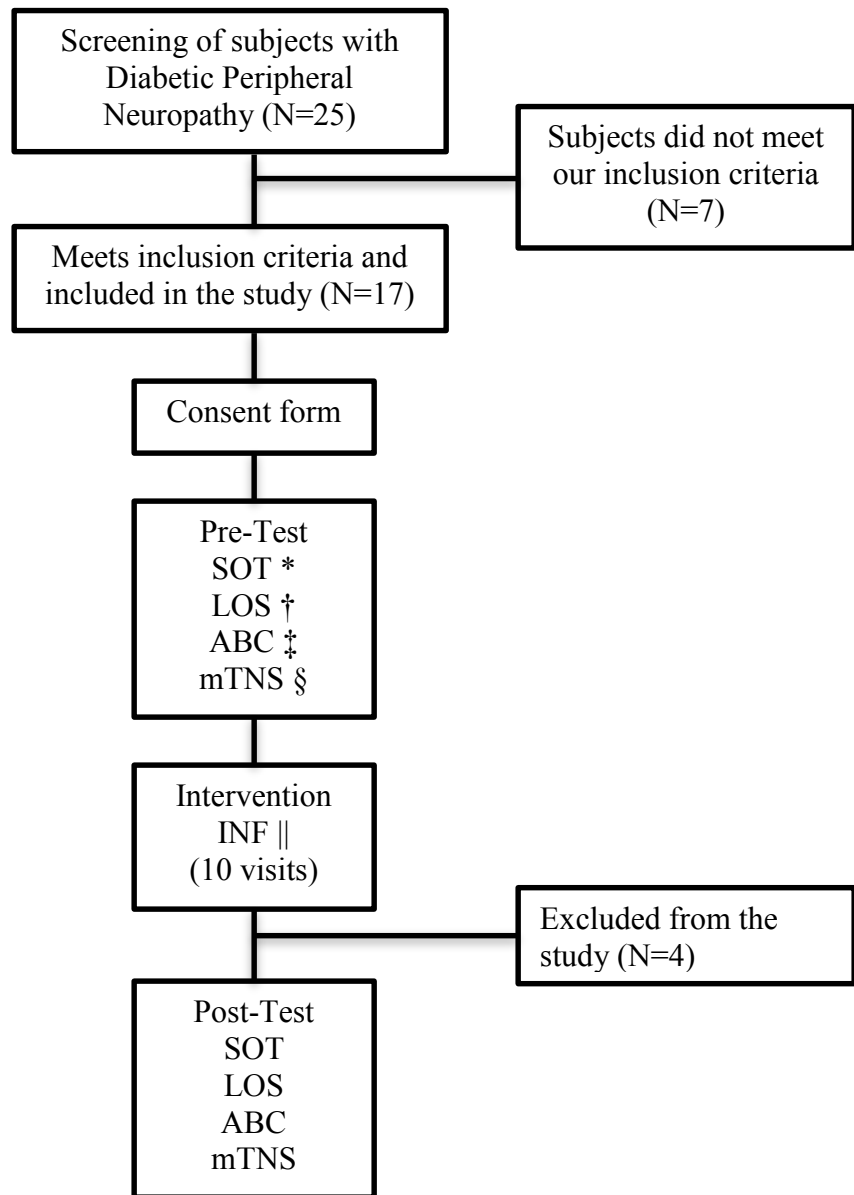 Screening of subjects with
Diabetic Peripheral
Neuropathy (N=25)
Subjects did not meet
our inclusion criteria
(N=7)
Meets inclusion criteria and
included in the study (N=17)
Consent form
Pre-Test
SOT *
LOS †
ABC ‡
mTNS §
Intervention
INF ||
(10 visits)
Excluded from the
study (N=4)
Post-Test
SOT
LOS
ABC
mTNS